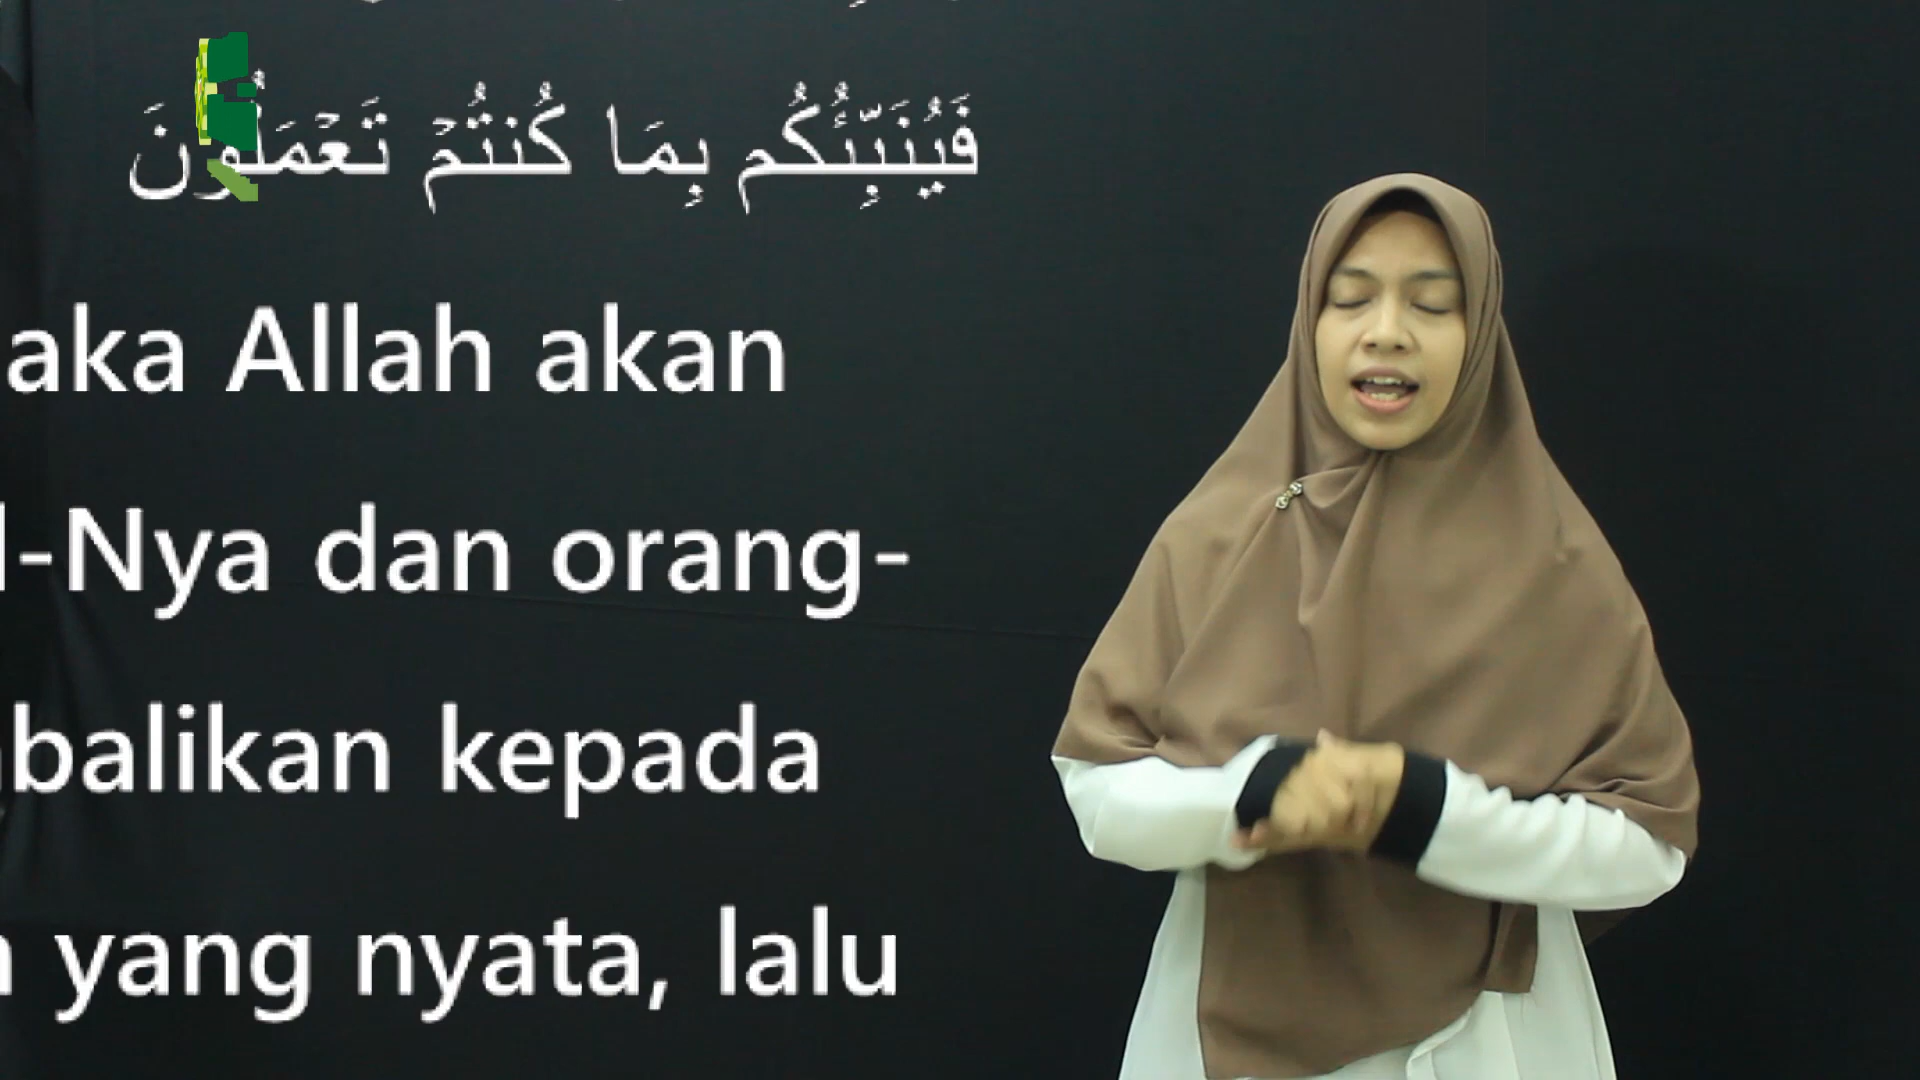 فَيُنَبِّئُكُم بِمَا كُنتُمْ تَعْمَلُونَ
aka Allah akan
-Nya dan orang-
balikan kepada
yang nyata, lalu